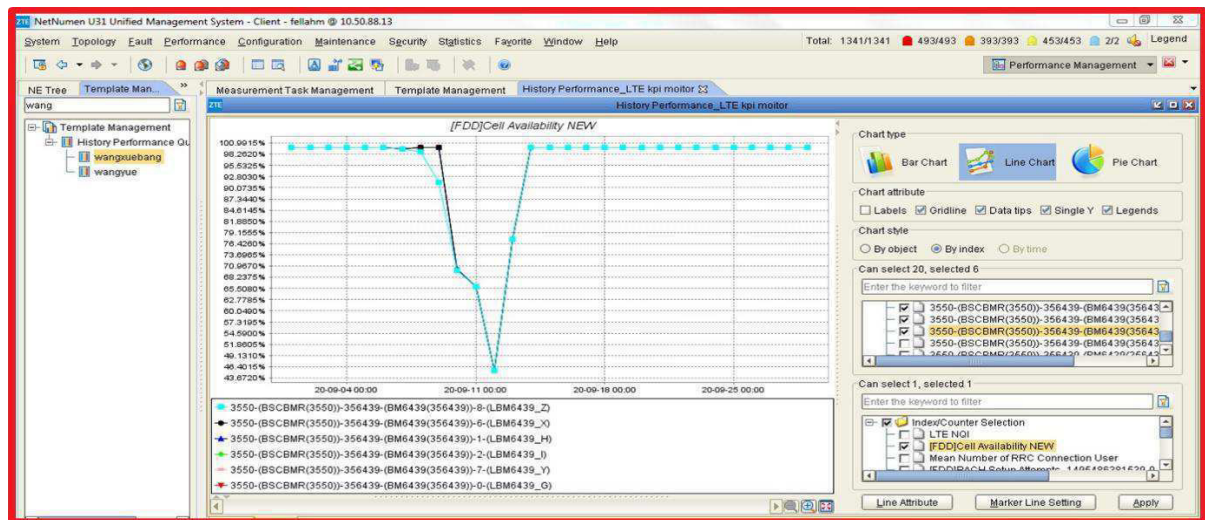 ZTE NetNumen U31 Unified Management System - Client - fellahm @ 10.50.88.13
System Topology Fault Performance Configuration Maintenance Security Statistics Favorite Window Help
Total: 1341/1341 493/493 393/393 453/453 2/2 Legend
Performance Management
NE Tree Template Man... »
Measurement Task Management Template Management History Performance_LTE kpi moitor
wang
ZTE History Performance_LTE kpi moitor
Template Management
History Performance Qu
wangxuebang
wangyue
[FDD]Cell Availability NEW
100.9915%
98.2620%
95.5325%
92.8030%
90.0735%
87.3440%
84.6145%
81.8850%
79.1555%
76.4260%
73.6965%
70.9670%
68.2375%
65.5080%
62.7785%
60.0490%
57.3195%
54.5900%
51.8605%
49.1310%
46.4015%
43.6720%
20-09-04 00:00 20-09-11 00:00 20-09-18 00:00 20-09-25 00:00
3550-(BSCBMR(3550))-356439-(BM6439(356439))-8-(LBM6439_Z)
3550-(BSCBMR(3550))-356439-(BM6439(356439))-6-(LBM6439_X)
3550-(BSCBMR(3550))-356439-(BM6439(356439))-1-(LBM6439_H)
3550-(BSCBMR(3550))-356439-(BM6439(356439))-2-(LBM6439_I)
3550-(BSCBMR(3550))-356439-(BM6439(356439))-7-(LBM6439_Y)
3550-(BSCBMR(3550))-356439-(BM6439(356439))-0-(LBM6439_G)
Chart type
Bar Chart Line Chart Pie Chart
Chart attribute
Labels Gridline Data tips Single Y Legends
Chart style
By object By index By time
Can select 20, selected 6
Enter the keyword to filter
3550-(BSCBMR(3550))-356439-(BM6439(35643
3550-(BSCBMR(3550))-356439-(BM6439(35643
3550-(BSCBMR(3550))-356439-(BM6439(35643
3550-(BSCBMR(3550))-356439-(BM6439(35643
Can select 1, selected 1
Enter the keyword to filter
Index/Counter Selection
LTE NQI
[FDD]Cell Availability NEW
Mean Number of RRC Connection User
Line Attribute Marker Line Setting Apply